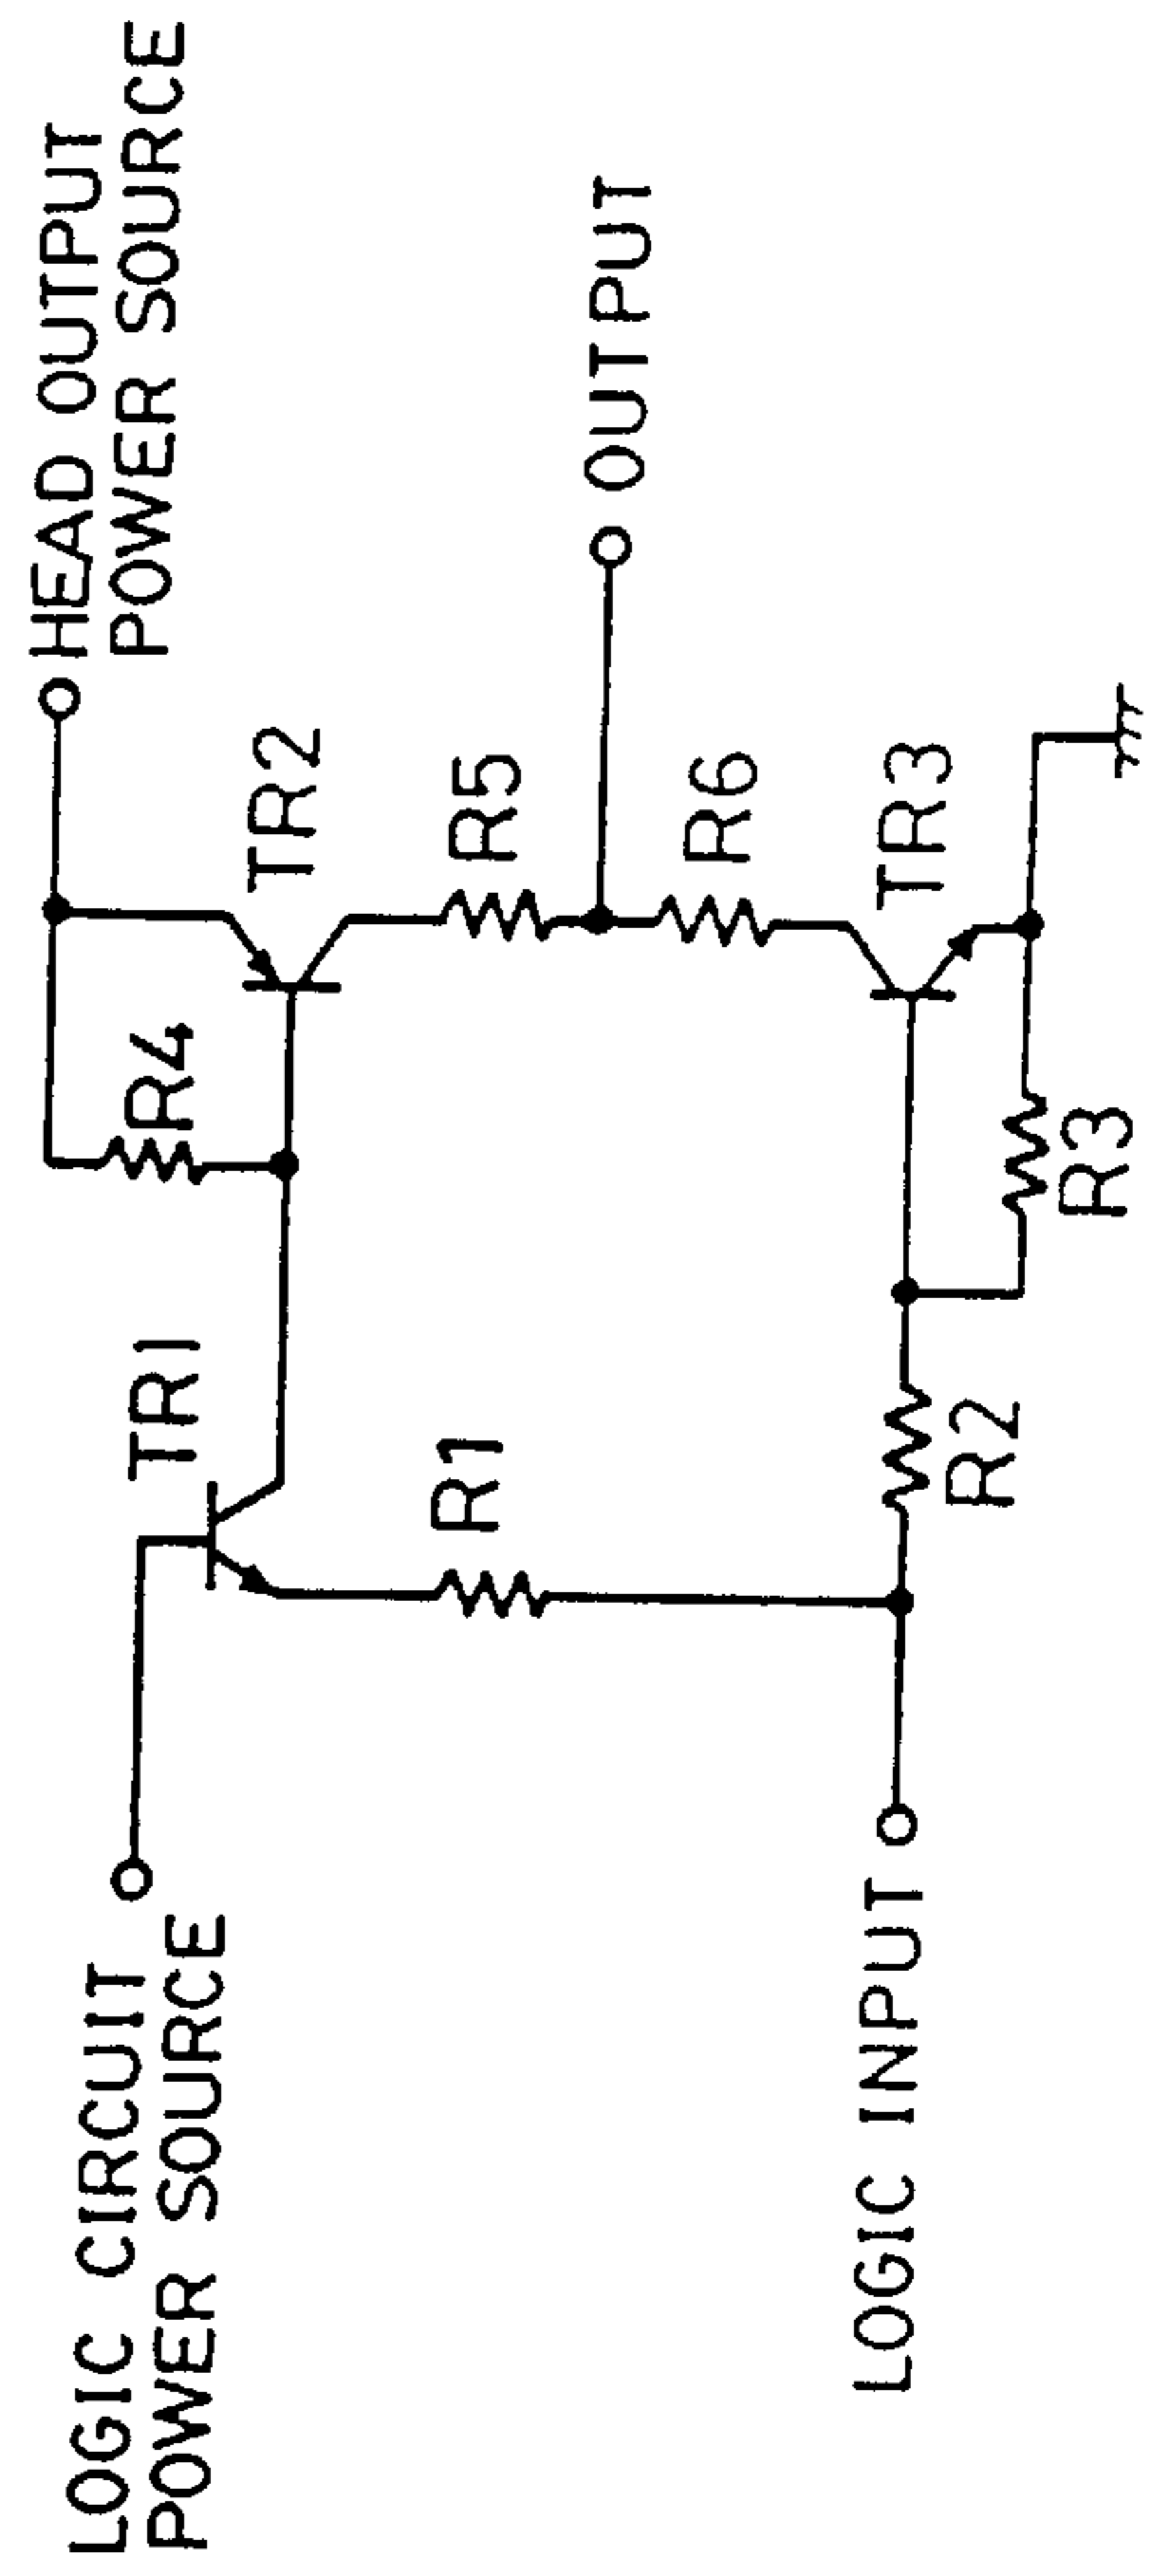 HEAD OUTPUT
POWER SOURCE
LOGIC CIRCUIT
POWER SOURCE
TR1
R4
TR2
R1
R5
OUTPUT
R6
LOGIC INPUT
R2
TR3
R3